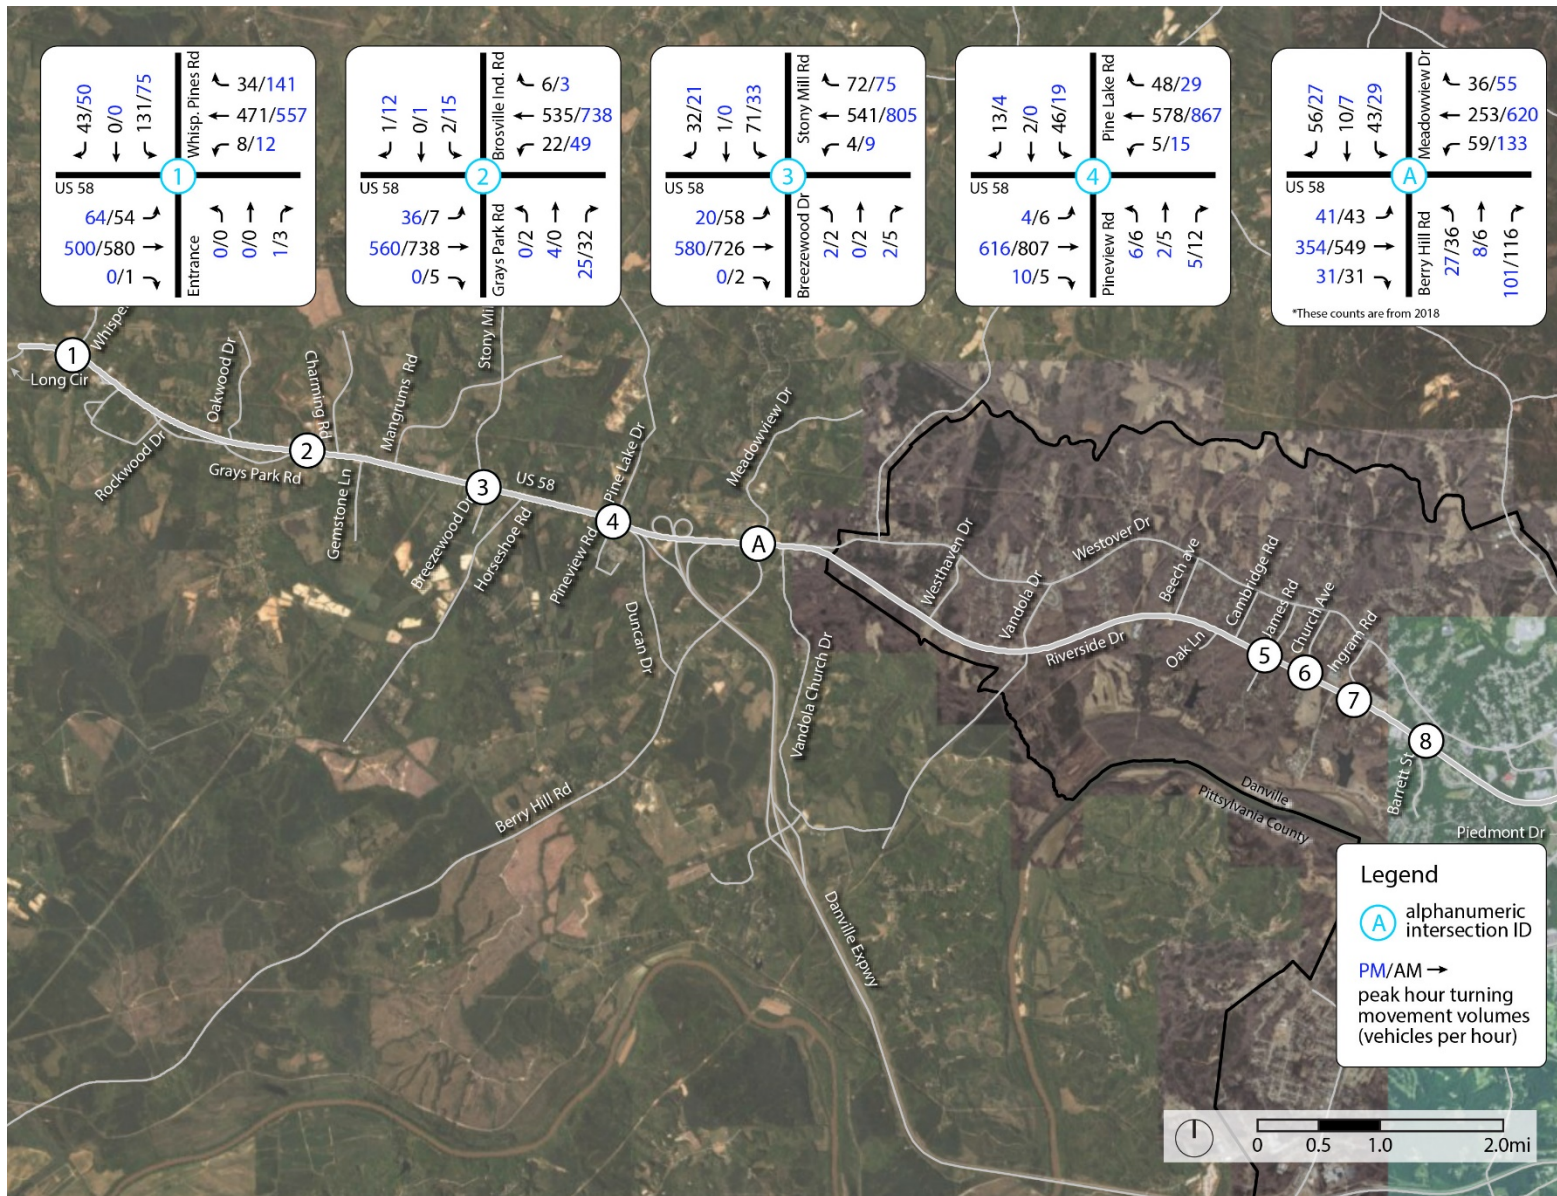 43/50
0/0
131/75
Whisp. Pines Rd
34/141
471/557
8/12
1
US 58
64/54
500/580
0/1
Entrance
0/0
0/0
1/3
1/12
0/1
2/15
Brosville Ind. Rd
6/3
535/738
22/49
2
US 58
36/7
560/738
0/5
Grays Park Rd
0/2
4/0
25/32
32/21
1/0
71/33
Stony Mill Rd
72/75
541/805
4/9
3
US 58
20/58
580/726
0/2
Breezewood Dr
2/2
0/2
2/5
13/4
2/0
46/19
Pine Lake Rd
48/29
578/867
5/15
4
US 58
4/6
616/807
10/5
Pineview Rd
6/6
2/5
5/12
56/27
10/7
43/29
Meadowview Dr
36/55
253/620
59/133
A
US 58
41/43
354/549
31/31
Berry Hill Rd
27/36
8/6
101/116
*These counts are from 2018
1
Whisper
Long Cir
Rockwood Dr
Oakwood Dr
Grays Park Rd
Charming Rd
2
Gemstone Ln
Mangrums Rd
Stony Mil
3
US 58
Breezewood Dr
Horseshoe Rd
4
Pine Lake Dr
Pineview Rd
Meadowview Dr
A
Duncan Dr
Vandola Church Dr
Berry Hill Rd
Danville Expwy
Westhaven Dr
Vandola Dr
Westover Dr
Riverside Dr
Beech ave
Oak Ln
Cambridge Rd
5
James Rd
6
Church Ave
Ingram Rd
7
8
Barrett St
Piedmont Dr
Danville
Pittsylvania County
Legend
A
alphanumeric
intersection ID
PM/AM
peak hour turning
movement volumes
(vehicles per hour)
0 0.5 1.0 2.0mi